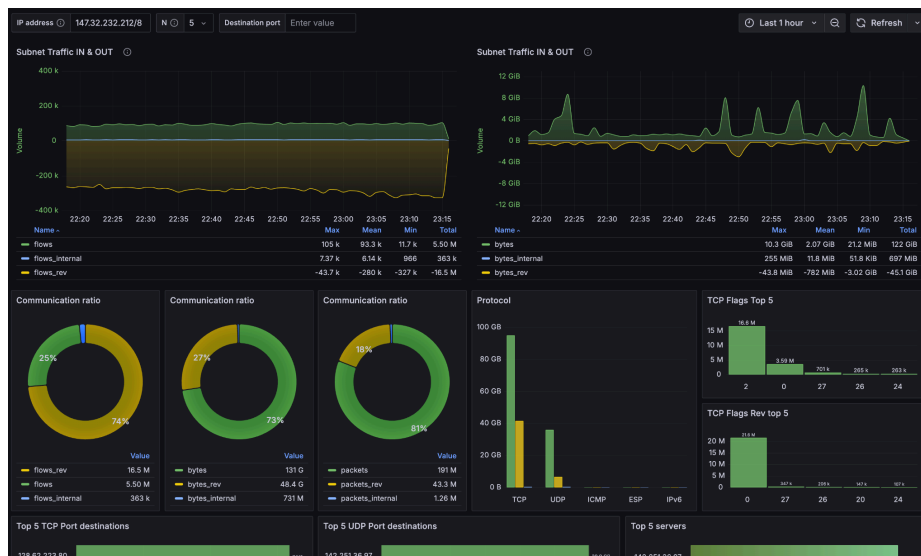 IP address 147.32.232.212/8 N 5 Destination port Enter value Last 1 hour Refresh
Subnet Traffic IN & OUT
400 k
200 k
0
-200 k
-400 k
Volume
22:20 22:25 22:30 22:35 22:40 22:45 22:50 22:55 23:00 23:05 23:10 23:15
Name Max Mean Min Total
flows 105 k 93.3 k 11.7 k 5.50 M
flows_internal 7.37 k 6.14 k 966 363 k
flows_rev -43.7 k -280 k -327 k -16.5 M
Subnet Traffic IN & OUT
12 GiB
8 GiB
4 GiB
0 B
-4 GiB
-8 GiB
-12 GiB
Volume
22:20 22:25 22:30 22:35 22:40 22:45 22:50 22:55 23:00 23:05 23:10 23:15
Name Max Mean Min Total
bytes 10.3 GiB 2.07 GiB 21.2 MiB 122 GiB
bytes_internal 255 MiB 11.8 MiB 51.8 KiB 697 MiB
bytes_rev -43.8 MiB -782 MiB -3.02 GiB -45.1 GiB
Communication ratio
25%
74%
Value
flows_rev 16.5 M
flows 5.50 M
flows_internal 363 k
Communication ratio
27%
73%
Value
bytes 131 G
bytes_rev 48.4 G
bytes_internal 731 M
Communication ratio
18%
81%
Value
packets 191 M
packets_rev 43.3 M
packets_internal 1.26 M
Protocol
100 GB
80 GB
60 GB
40 GB
20 GB
0 B
TCP UDP ICMP ESP IPv6
TCP Flags Top 5
15 M
10 M
5 M
0
3.59 M 701 k 265 k 263 k
2 0 27 26 24
TCP Flags Rev top 5
20 M
15 M
10 M
5 M
0
0 27 26 20 24
Top 5 TCP Port destinations
Top 5 UDP Port destinations
Top 5 servers